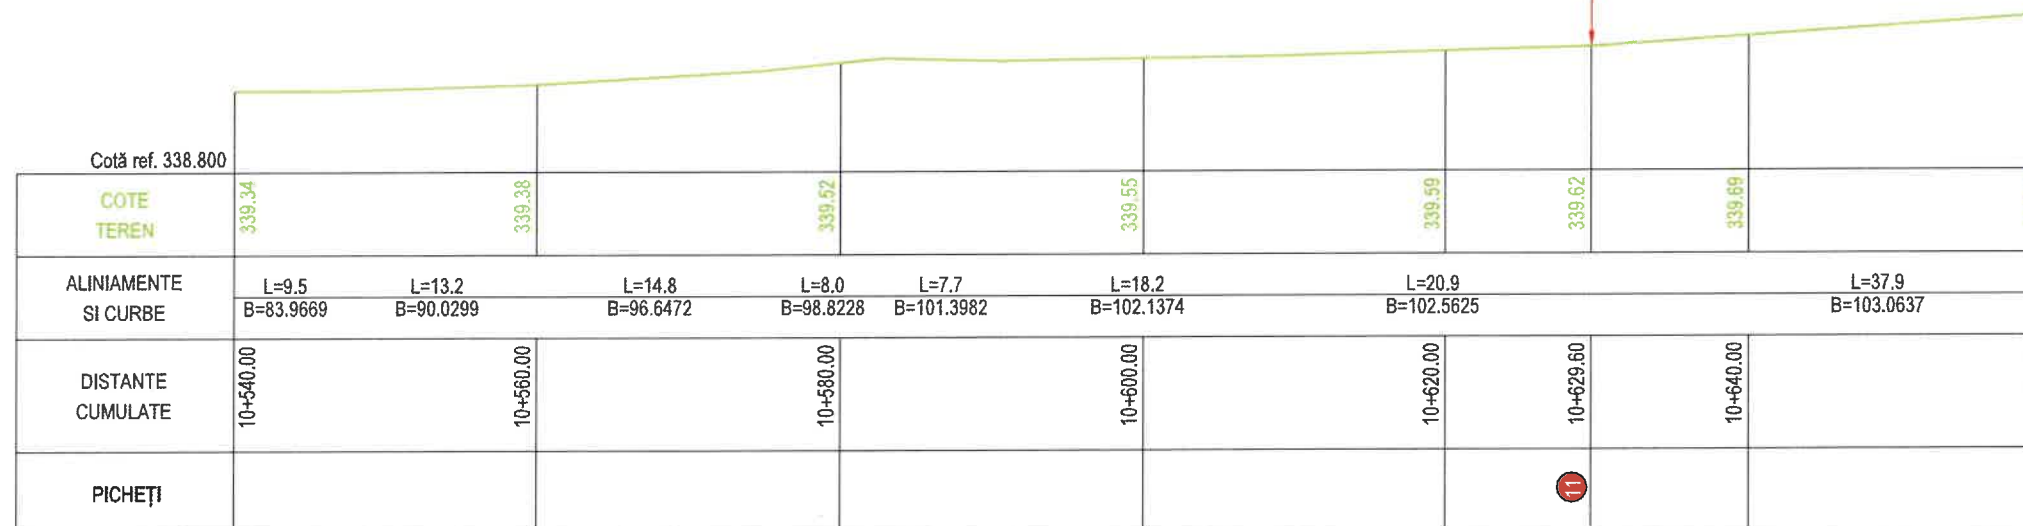 Cotă ref. 338.800
COTE
TEREN
339.34
339.38
339.52
339.55
339.59
339.62
339.69
ALINIAMENTE
SI CURBE
L=9.5
L=13.2
L=14.8
L=8.0
L=7.7
L=18.2
L=20.9
L=37.9
B=83.9669
B=90.0299
B=96.6472
B=98.8228
B=101.3982
B=102.1374
B=102.5625
B=103.0637
DISTANTE
CUMULATE
10+540.00
10+560.00
10+580.00
10+600.00
10+620.00
10+629.60
10+640.00
PICHEȚI
11